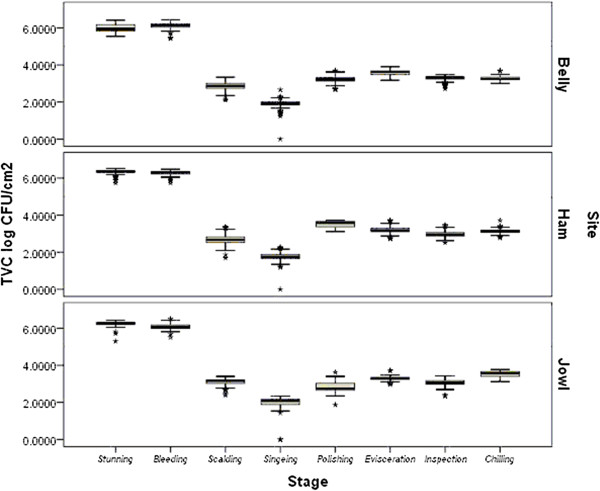 6.0000
4.0000
2.0000
0.0000
Belly
6.0000
4.0000
2.0000
0.0000
Ham
6.0000
4.0000
2.0000
0.0000
Jowl
TVC log CFU/cm2
Site
Stunning Bleeding Scalding Singeing Polishing Evisceration Inspection Chilling
Stage